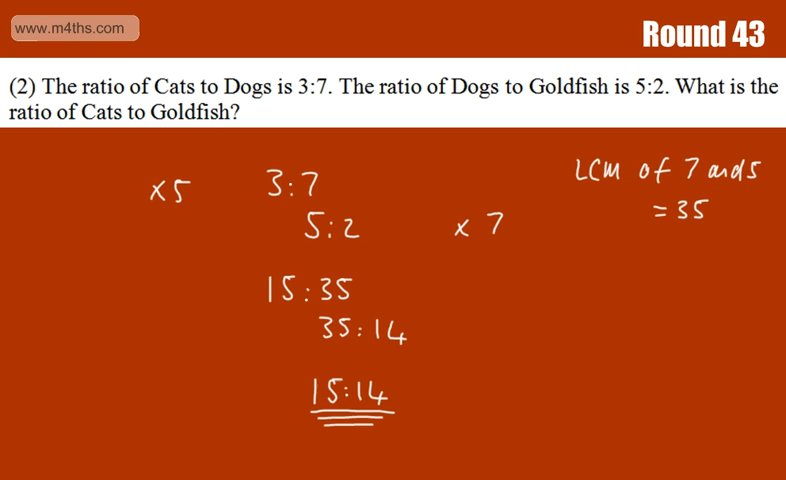 www.m4ths.com
Round 43
(2) The ratio of Cats to Dogs is 3:7. The ratio of Dogs to Goldfish is 5:2. What is the
ratio of Cats to Goldfish?
x5 3:7
5:2 x 7
LCM of 7 and 5
= 35
15:35
35:14
15:14